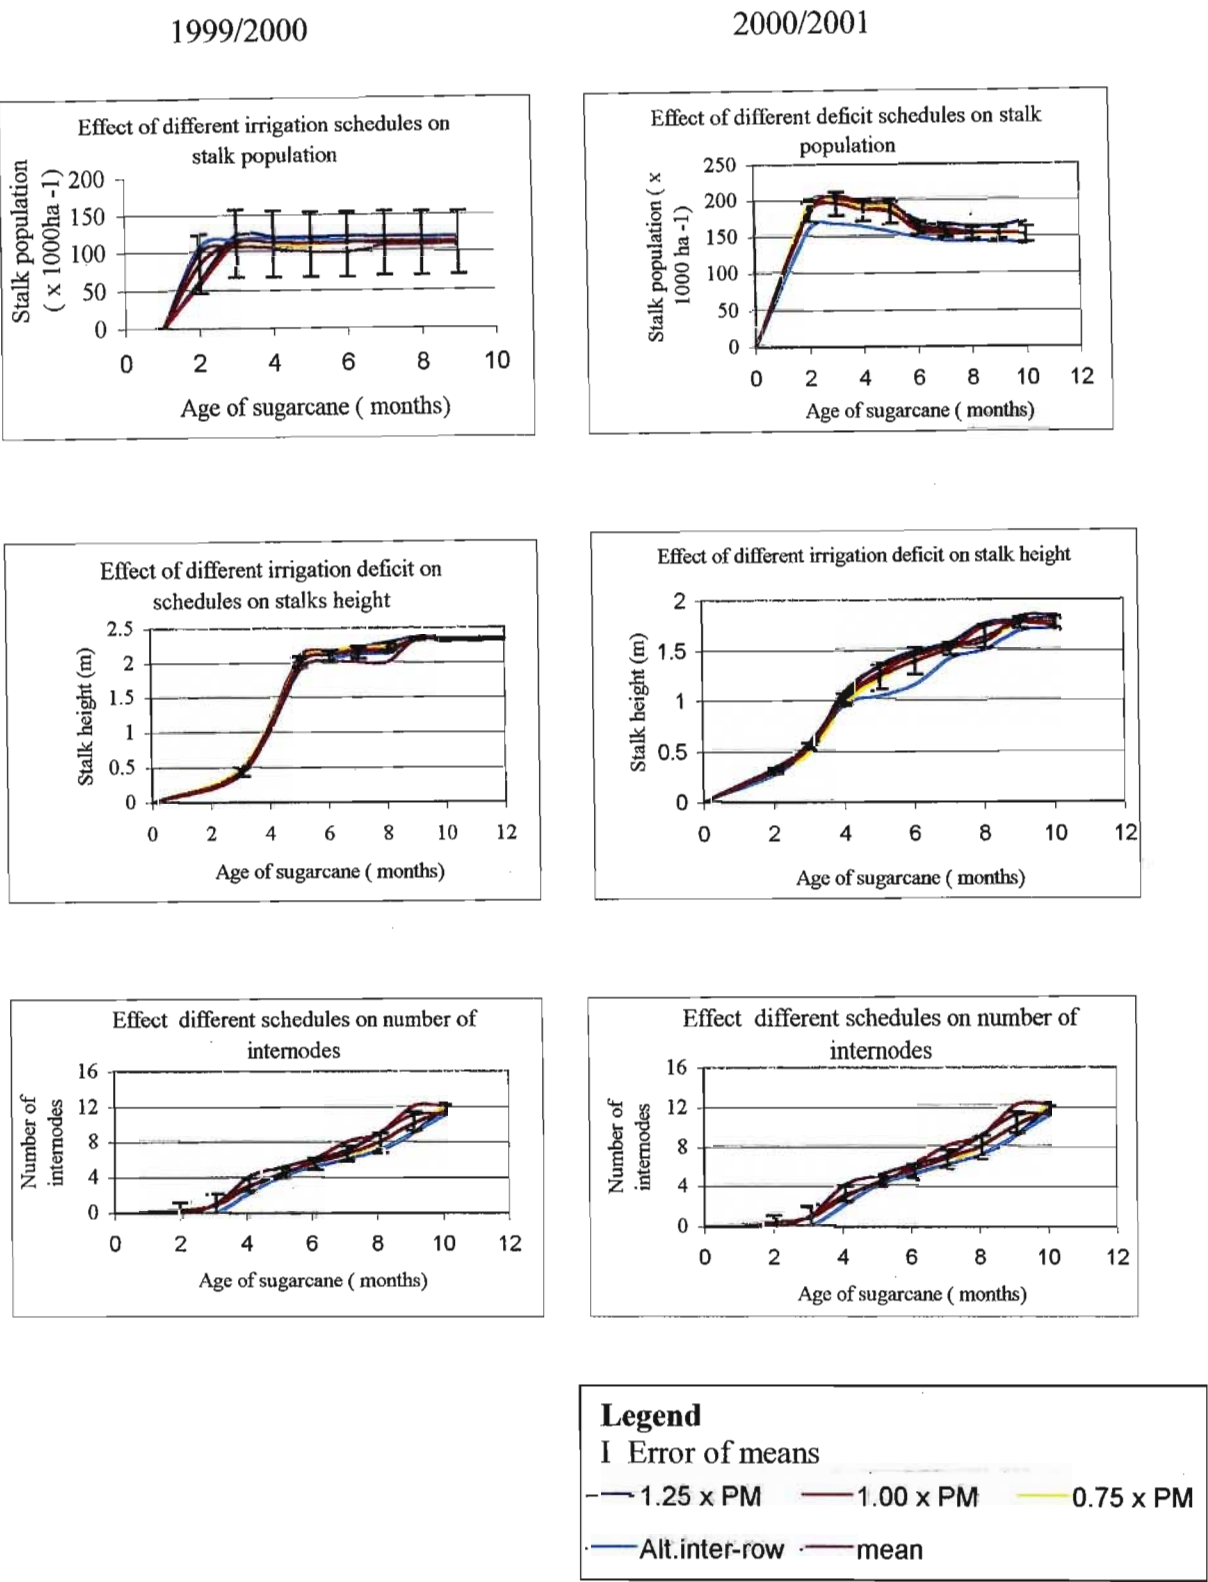 1999/2000
2000/2001
Effect of different irrigation schedules on
stalk population
Stalk population
( x 1000ha -1)
200
150
100
50
0
0 2 4 6 8 10
Age of sugarcane ( months)
Effect of different deficit schedules on stalk
population
Stalk population ( x
1000 ha -1)
250
200
150
100
50
0
0 2 4 6 8 10 12
Age of sugarcane ( months)
Effect of different irrigation deficit on
schedules on stalks height
Stalk height (m)
2.5
2
1.5
1
0.5
0
0 2 4 6 8 10 12
Age of sugarcane ( months)
Effect of different irrigation deficit on stalk height
Stalk height (m)
2
1.5
1
0.5
0
0 2 4 6 8 10 12
Age of sugarcane ( months)
Effect different schedules on number of
internodes
Number of
internodes
16
12
8
4
0
0 2 4 6 8 10 12
Age of sugarcane ( months)
Effect different schedules on number of
internodes
Number of
internodes
16
12
8
4
0
0 2 4 6 8 10 12
Age of sugarcane ( months)
Legend
I Error of means
1.25 x PM 1.00 x PM 0.75 x PM
Alt.inter-row mean